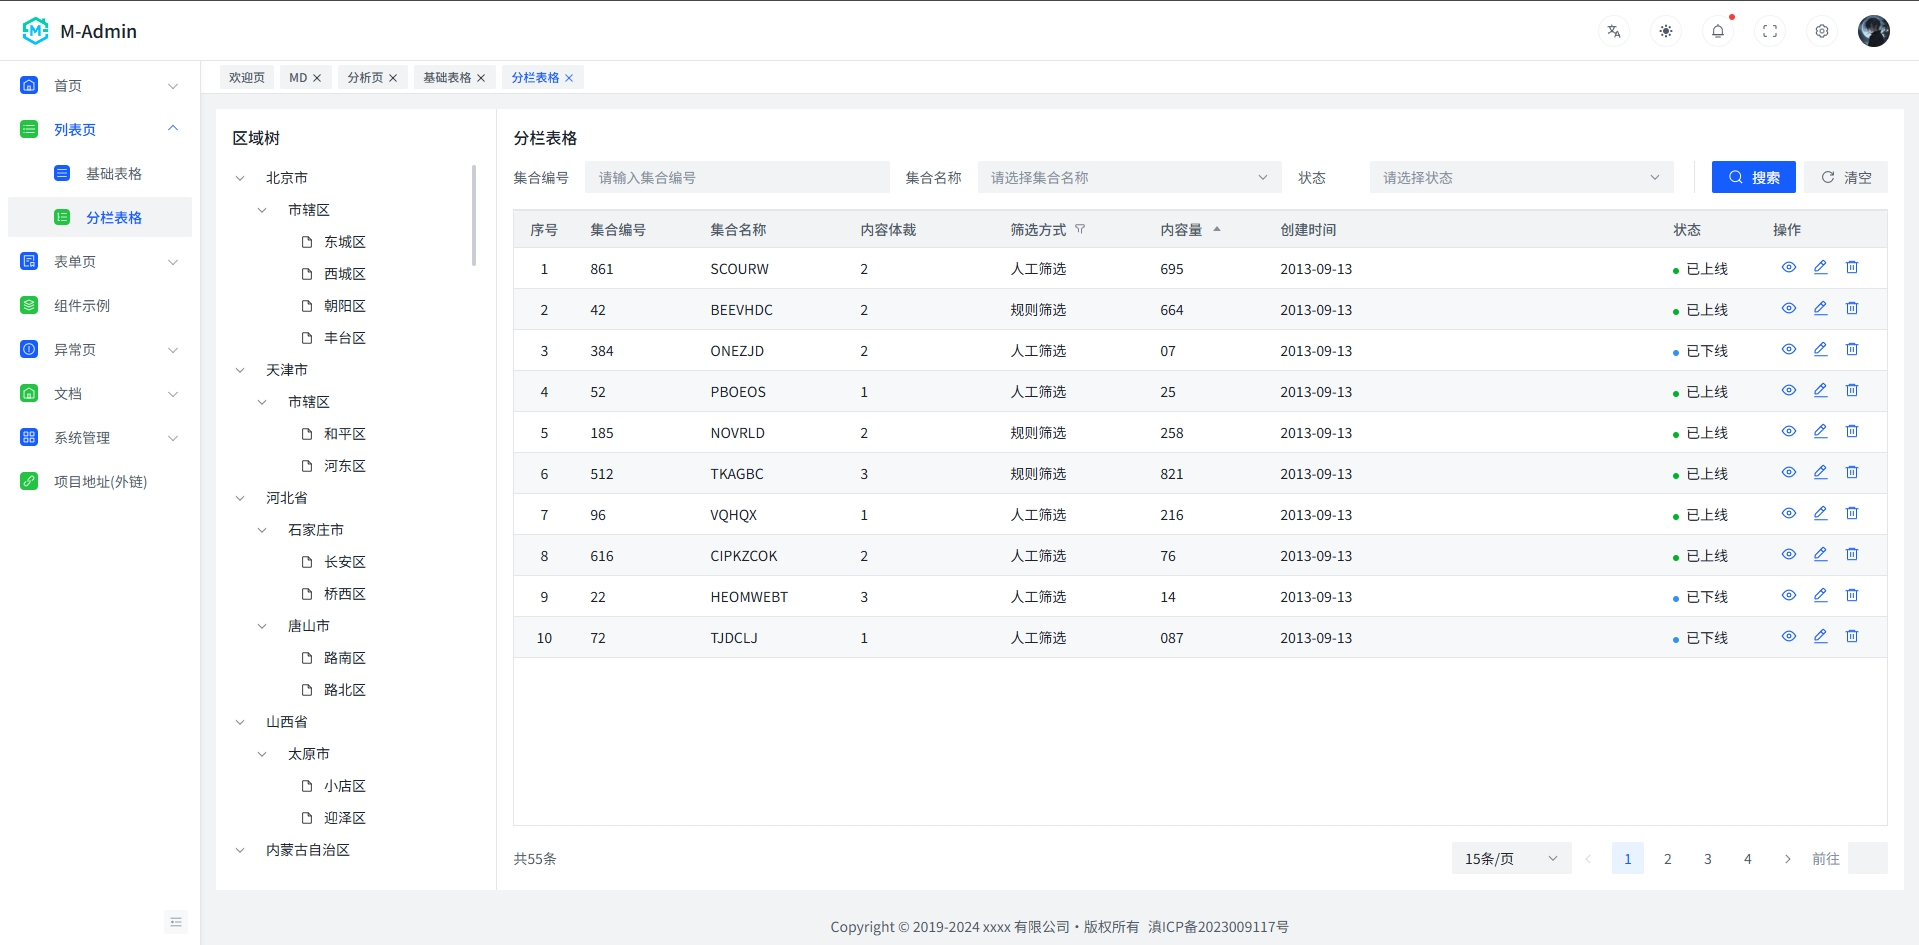 M-Admin
首页
列表页
基础表格
分栏表格
表单页
组件示例
异常页
文档
系统管理
项目地址(外链)
欢迎页 MD 分析页 基础表格 分栏表格
区域树
北京市
市辖区
东城区
西城区
朝阳区
丰台区
天津市
市辖区
和平区
河东区
河北省
石家庄市
长安区
桥西区
唐山市
路南区
路北区
山西省
太原市
小店区
迎泽区
内蒙古自治区
分栏表格
集合编号 请输入集合编号 集合名称 请选择集合名称 状态 请选择状态 搜索 清空
序号 集合编号 集合名称 内容体裁 筛选方式 内容量 创建时间 状态 操作
1 861 SCOURW 2 人工筛选 695 2013-09-13 已上线
2 42 BEEVHDC 2 规则筛选 664 2013-09-13 已上线
3 384 ONEZJD 2 人工筛选 07 2013-09-13 已下线
4 52 PBOEOS 1 人工筛选 25 2013-09-13 已上线
5 185 NOVRLD 2 规则筛选 258 2013-09-13 已上线
6 512 TKAGBC 3 规则筛选 821 2013-09-13 已上线
7 96 VQHQX 1 人工筛选 216 2013-09-13 已上线
8 616 CIPKZCOK 2 人工筛选 76 2013-09-13 已上线
9 22 HEOMWEBT 3 人工筛选 14 2013-09-13 已下线
10 72 TJDCLJ 1 人工筛选 087 2013-09-13 已下线
共55条 15条/页 1 2 3 4 前往
Copyright © 2019-2024 xxxx 有限公司・版权所有 滇ICP备2023009117号